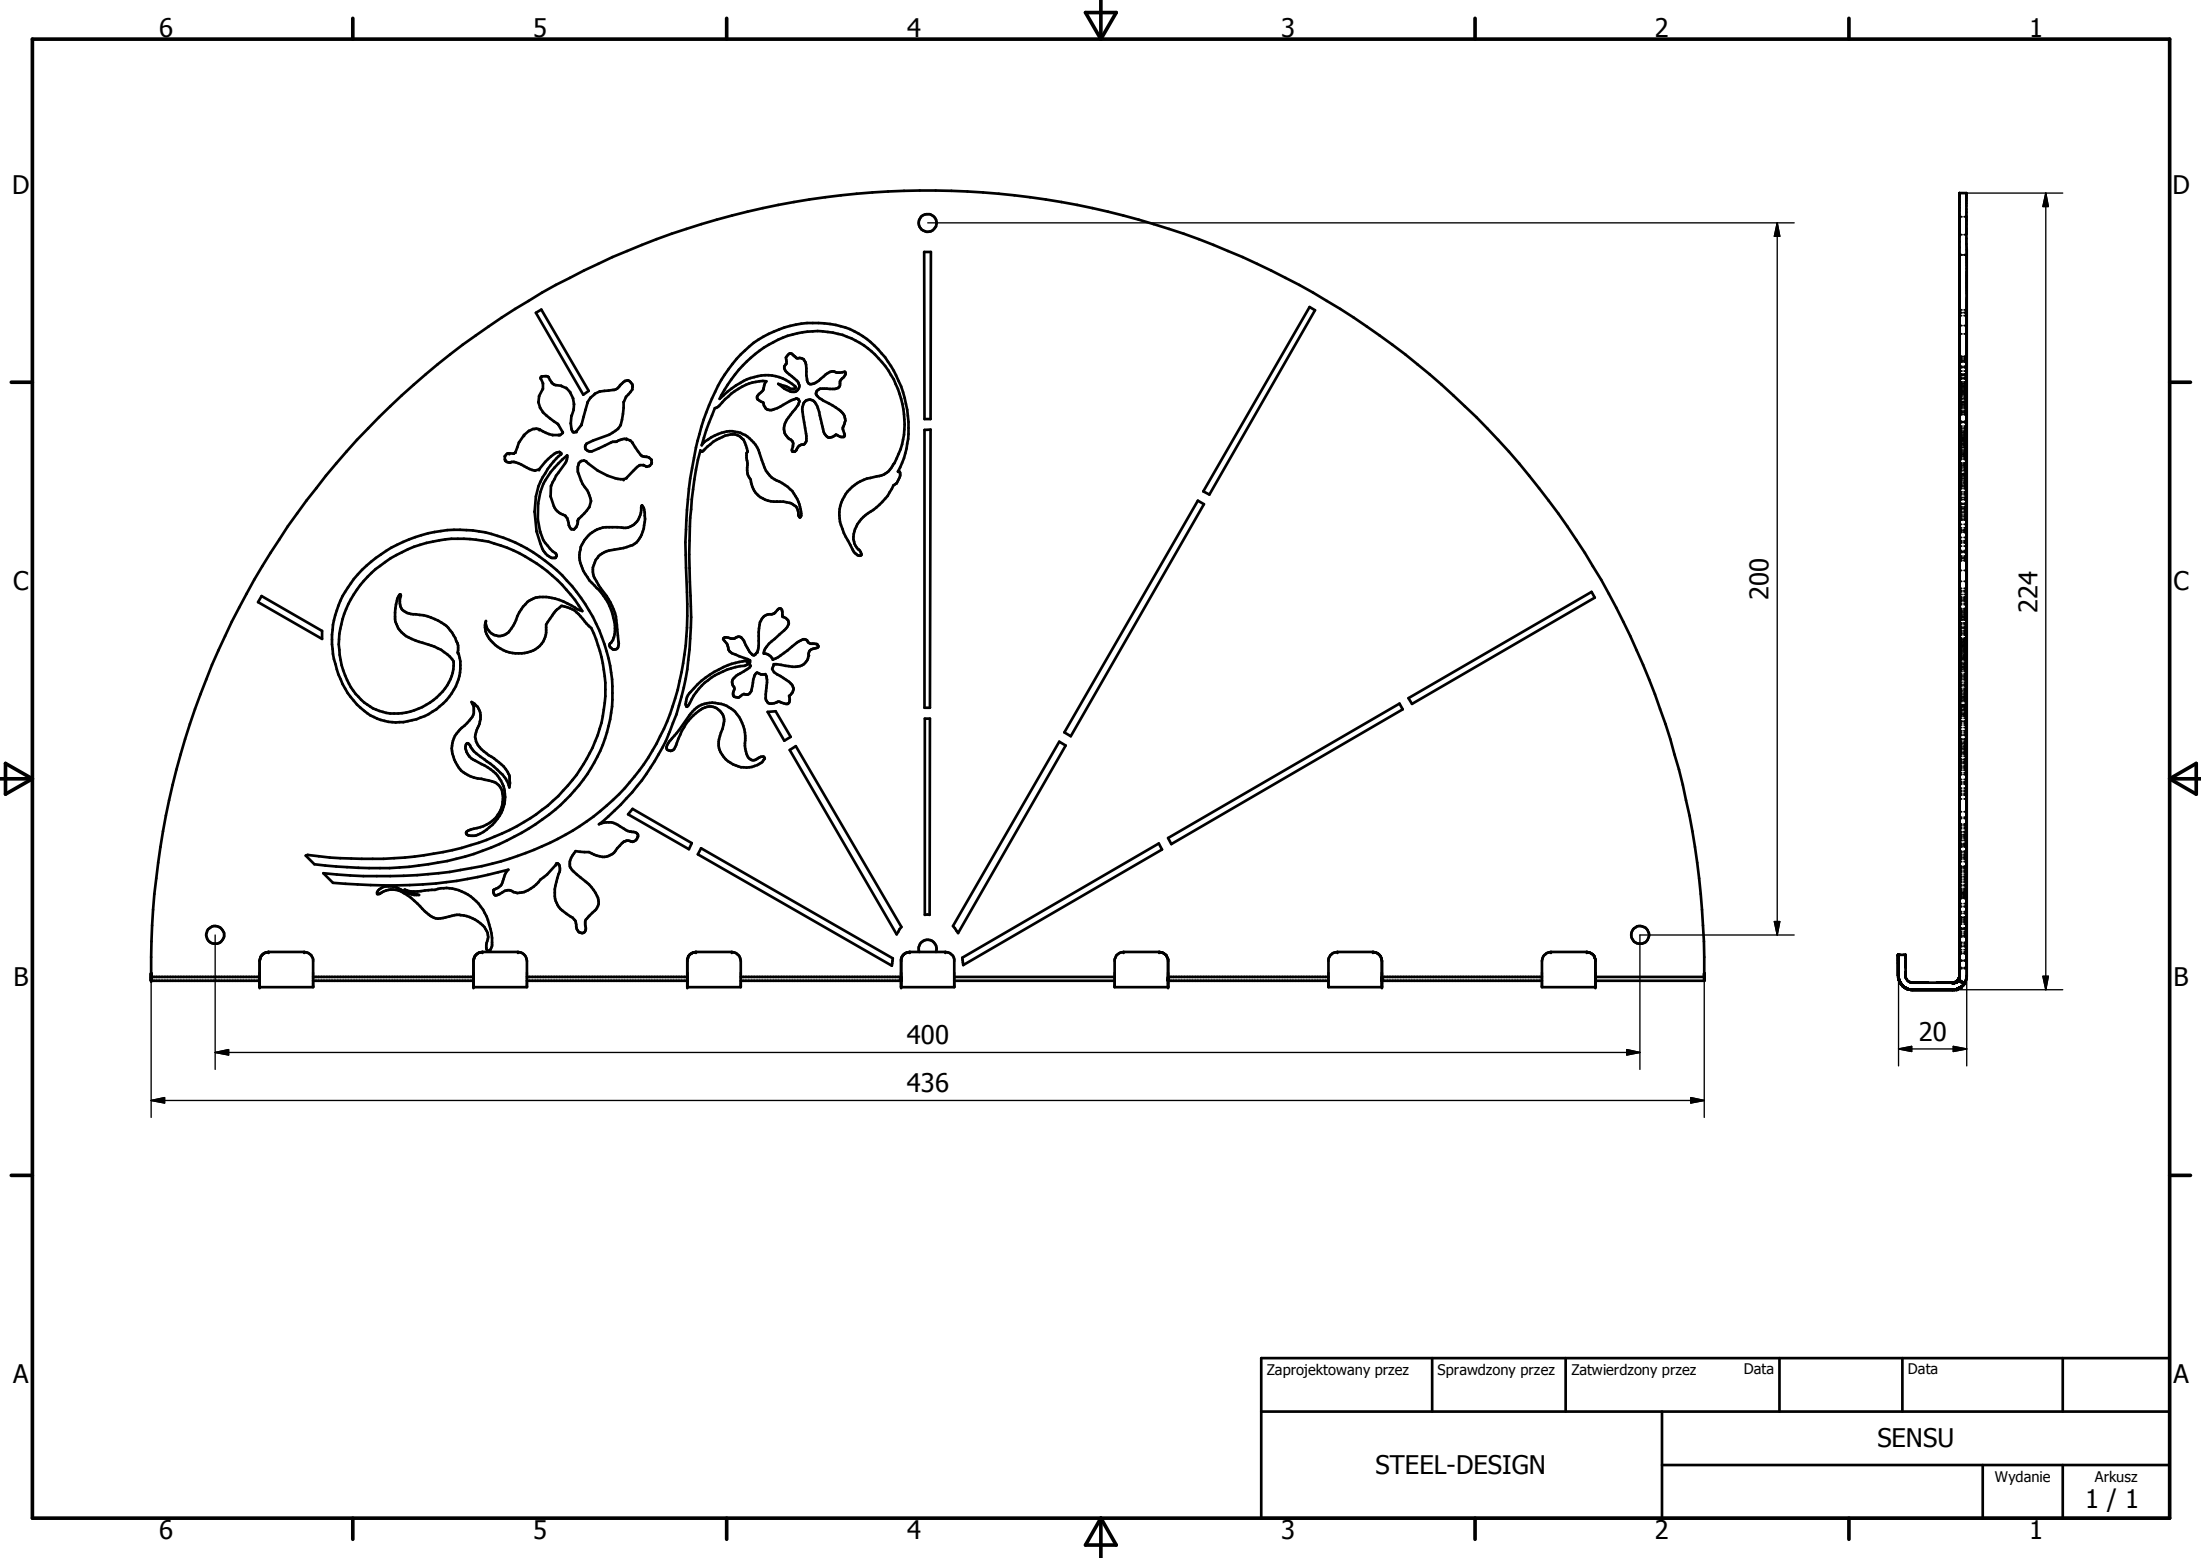 6 5 4 3 2 1
D D
200
224
C C
B B
20
400
436
A A
Zaprojektowany przez Sprawdzony przez Zatwierdzony przez Data Data
SENSU
STEEL-DESIGN
Wydanie Arkusz
1 / 1
6 5 4 3 2 1